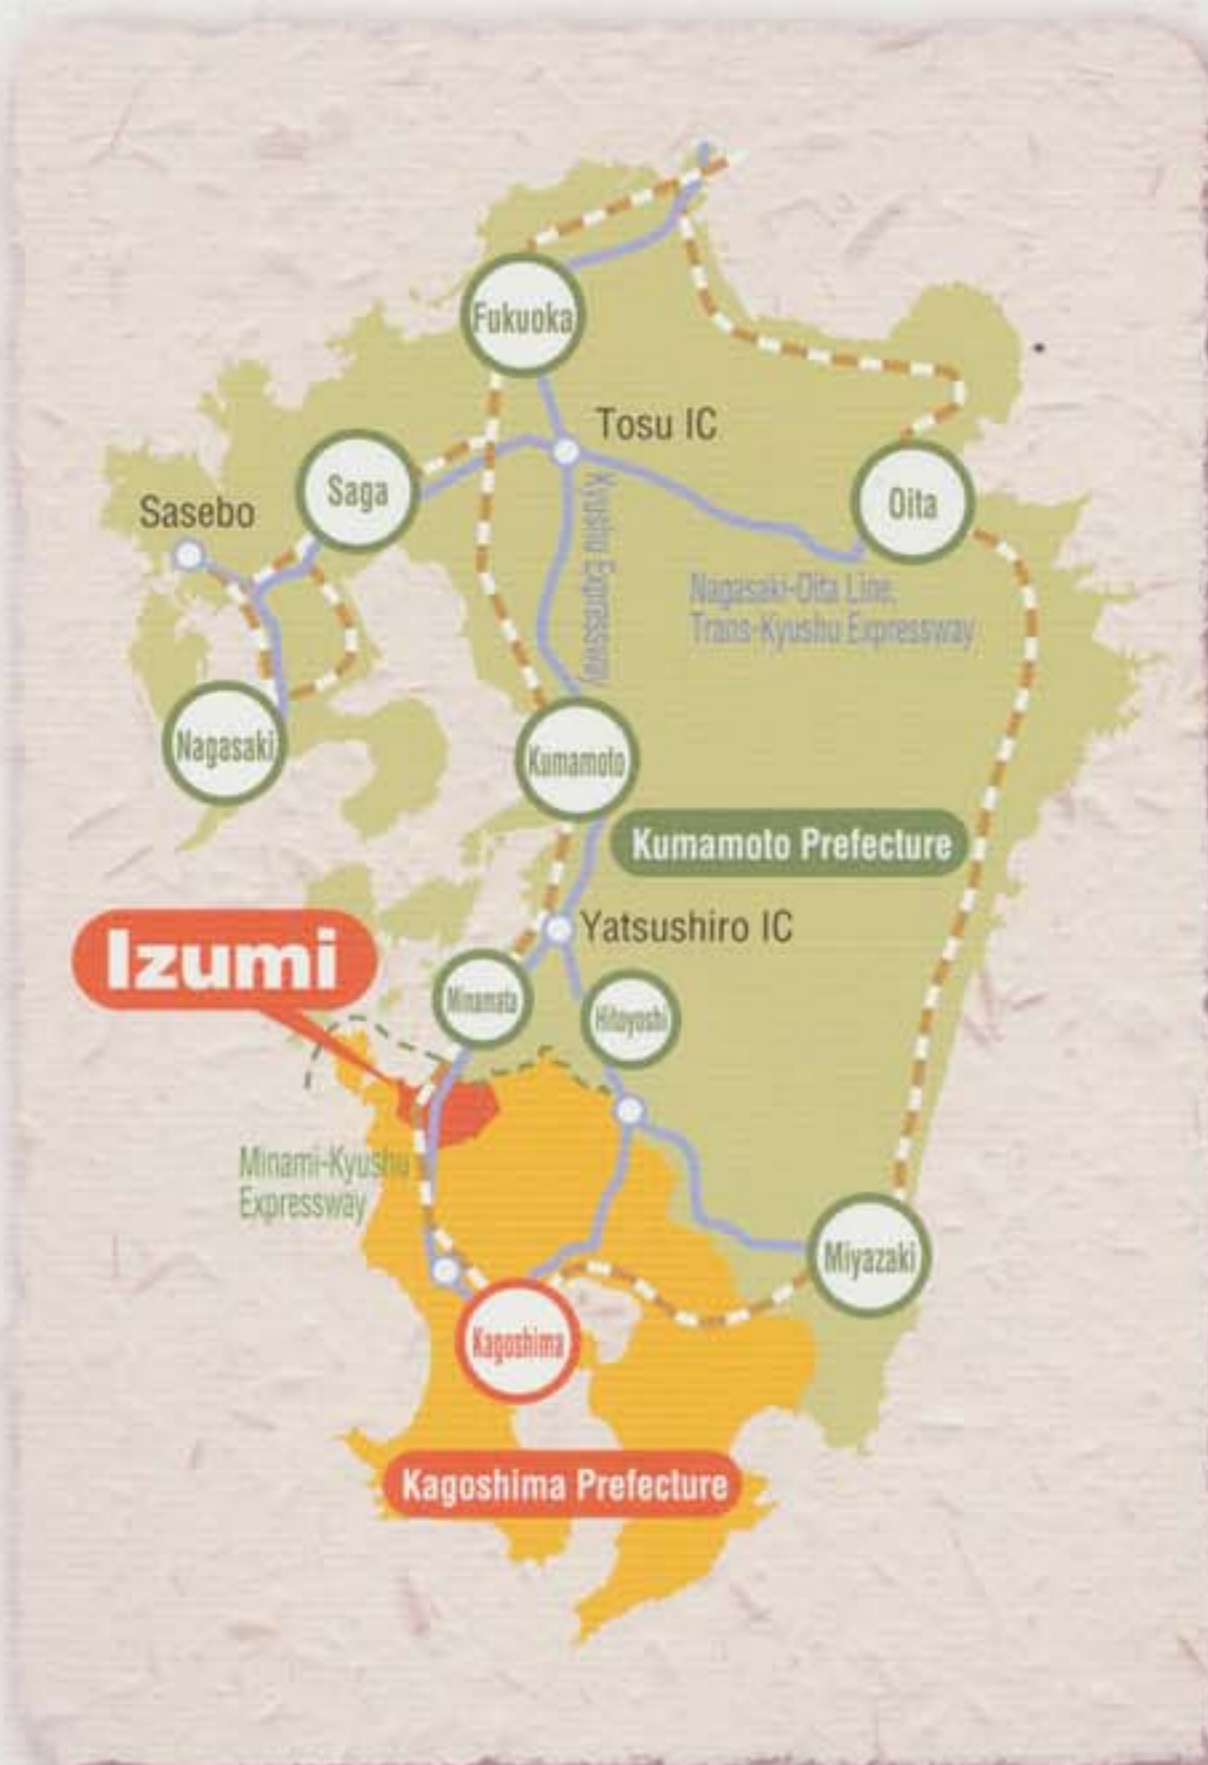 Fukuoka
Tosu IC
Saga
Oita
Sasebo
Kyushu Expressway
Nagasaki-Oita Line,
Trans-Kyushu Expressway
Nagasaki
Kumamoto
Kumamoto Prefecture
Yatsushiro IC
Izumi
Minamata
Hitoyoshi
Minami-Kyushu
Expressway
Miyazaki
Kagoshima
Kagoshima Prefecture